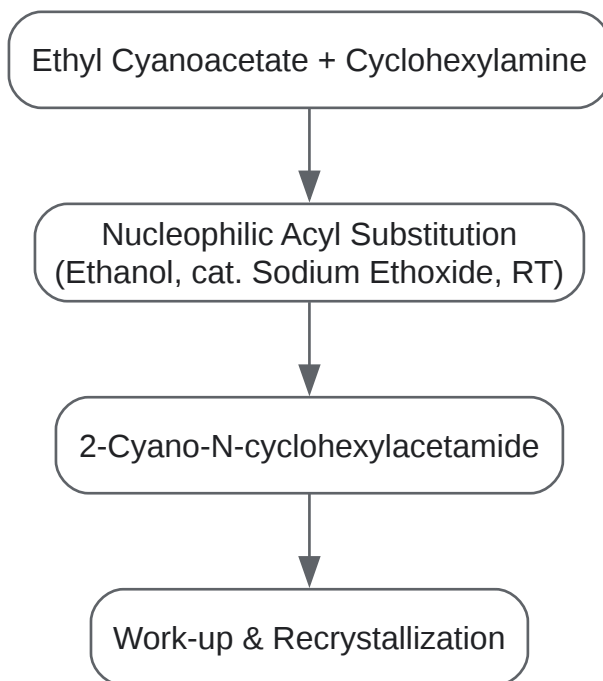 Ethyl Cyanoacetate + Cyclohexylamine
Nucleophilic Acyl Substitution
(Ethanol, cat. Sodium Ethoxide, RT)
2-Cyano-N-cyclohexylacetamide
Work-up & Recrystallization